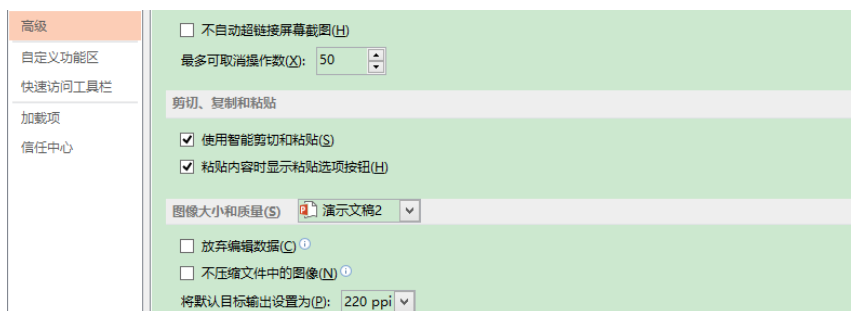 高级
自定义功能区
快速访问工具栏
加载项
信任中心
不自动超链接屏幕截图(H)
最多可取消操作数(X): 50
剪切、复制和粘贴
使用智能剪切和粘贴(S)
粘贴内容时显示粘贴选项按钮(H)
图像大小和质量(S) 演示文稿2
放弃编辑数据(C)
不压缩文件中的图像(N)
将默认目标输出设置为(P): 220 ppi